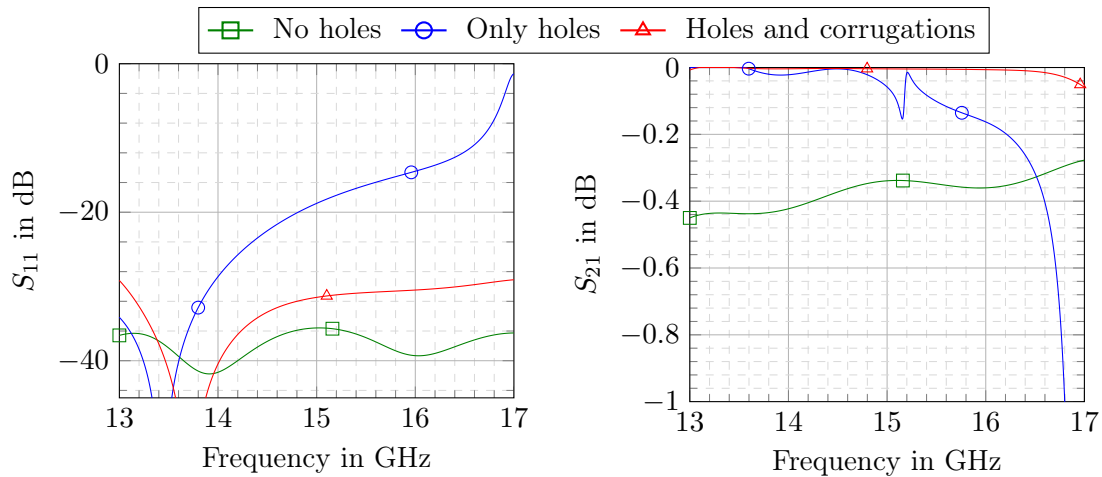 No holes Only holes Holes and corrugations
0
−20
−40
S11 in dB
13 14 15 16 17
Frequency in GHz
0
−0.2
−0.4
−0.6
−0.8
−1
S21 in dB
13 14 15 16 17
Frequency in GHz